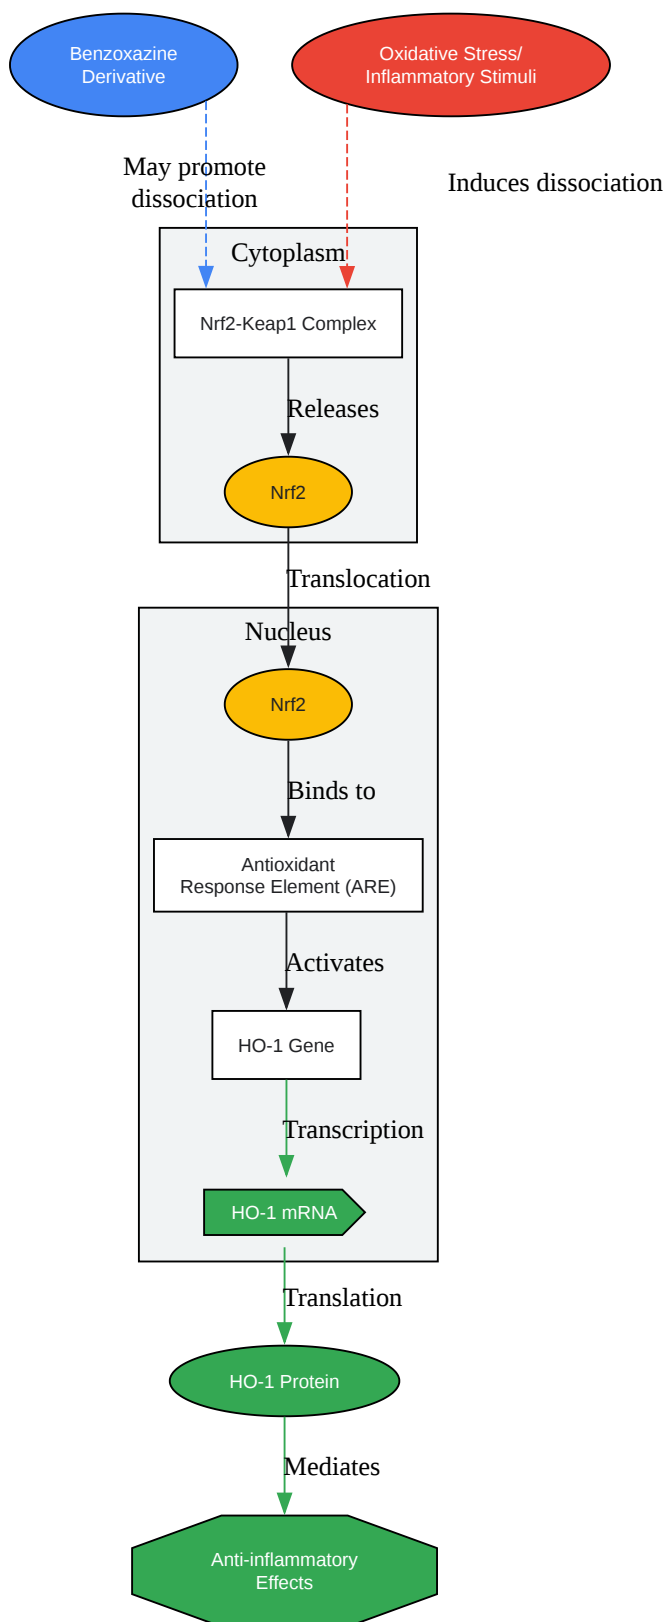 Benzoxazine
Derivative
Oxidative Stress/
Inflammatory Stimuli
May promote
dissociation
Induces dissociation
Cytoplasm
Nrf2-Keap1 Complex
Releases
Nrf2
Translocation
Nucleus
Nrf2
Binds to
Antioxidant
Response Element (ARE)
Activates
HO-1 Gene
Transcription
HO-1 mRNA
Translation
HO-1 Protein
Mediates
Anti-inflammatory
Effects